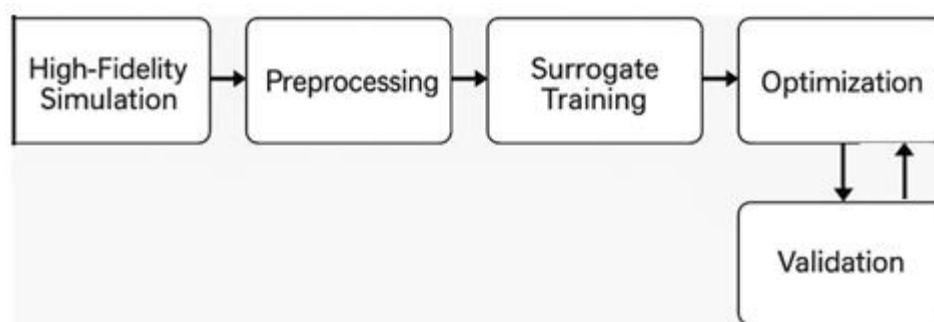 High-Fidelity
Simulation
Preprocessing
Surrogate
Training
Optimization
Validation